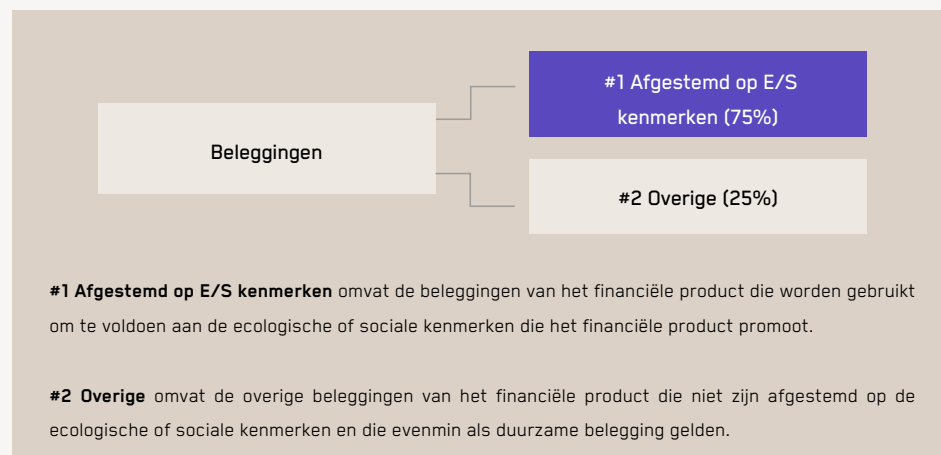 #1 Afgestemd op E/S
kenmerken (75%)
Beleggingen
#2 Overige (25%)
#1 Afgestemd op E/S kenmerken omvat de beleggingen van het financiële product die worden gebruikt
om te voldoen aan de ecologische of sociale kenmerken die het financiële product promoot.
#2 Overige omvat de overige beleggingen van het financiële product die niet zijn afgestemd op de
ecologische of sociale kenmerken en die evenmin als duurzame belegging gelden.